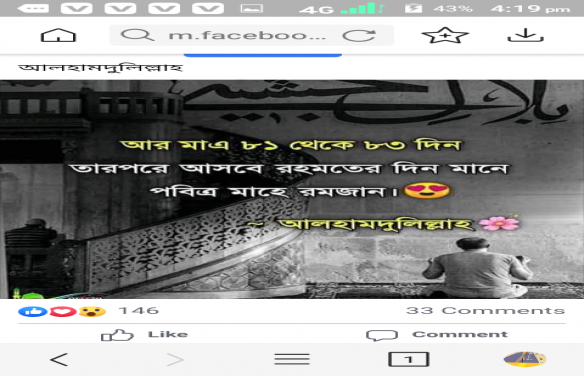 4G 43% 4:19 pm
m.faceboo...
আলহামদুলিল্লাহ
আর মাএ ৮১ থেকে ৮৩ দিন
তারপরে আসবে রহমতের দিন মানে
পবিত্র মাহে রমজান।
~ আলহামদুলিল্লাহ
146
33 Comments
Like
Comment
1